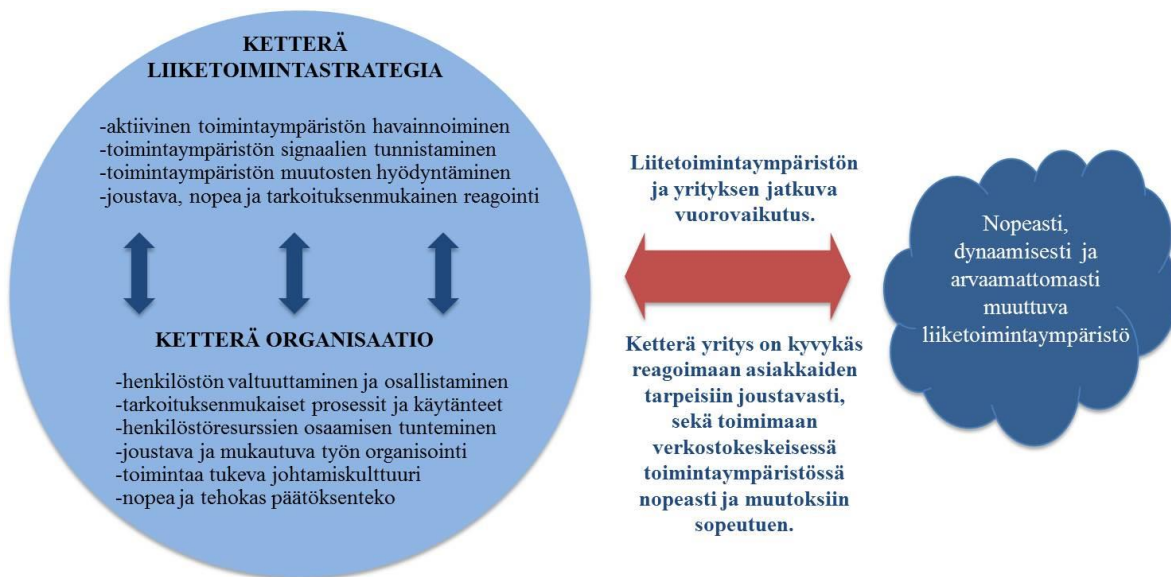 KETTERÄ
LIIKETOIMINTASTRATEGIA
-aktiivinen toimintaympäristön havainnoiminen
-toimintaympäristön signaalien tunnistaminen
-toimintaympäristön muutosten hyödyntäminen
-joustava, nopea ja tarkoituksenmukainen reagointi
KETTERÄ ORGANISAATIO
-henkilöstön valtuuttaminen ja osallistaminen
-tarkoituksenmukaiset prosessit ja käytänteet
-henkilöstöresurssien osaamisen tunteminen
-joustava ja mukautuva työn organisointi
-toimintaa tukeva johtamiskulttuuri
-nopea ja tehokas päätöksenteko
Liitetoimintaympäristön
ja yrityksen jatkuva
vuorovaikutus.
Ketterä yritys on kyvykäs
reagoimaan asiakkaiden
tarpeisiin joustavasti,
sekä toimimaan
verkostokeskeisessä
toimintaympäristössä
nopeasti ja muutoksiin
sopeutuen.
Nopeasti,
dynaamisesti ja
arvaamattomasti
muuttuva
liiketoimintaympäristö